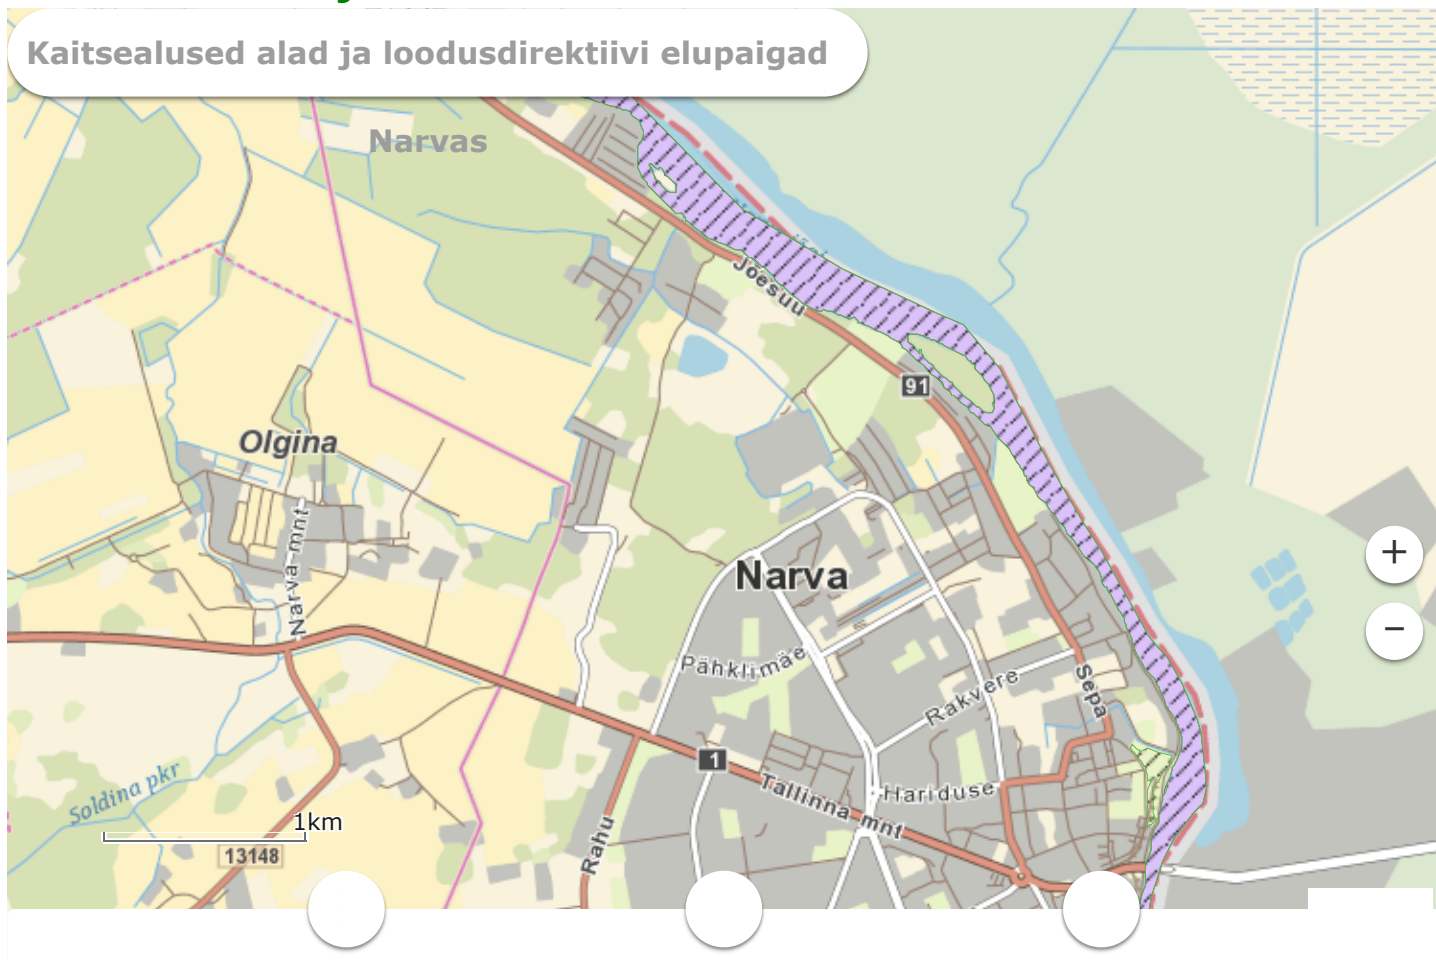 Kaitsealused alad ja loodusdirektiivi elupaigad
Narvas
Jõesuu
91
Olgina
Narva mnt
Narva
Pähklimäe
Rakvere
Sepa
1
Tallinna mnt
Hariduse
Soldina pkr
1km
13148
Rahu
+
−